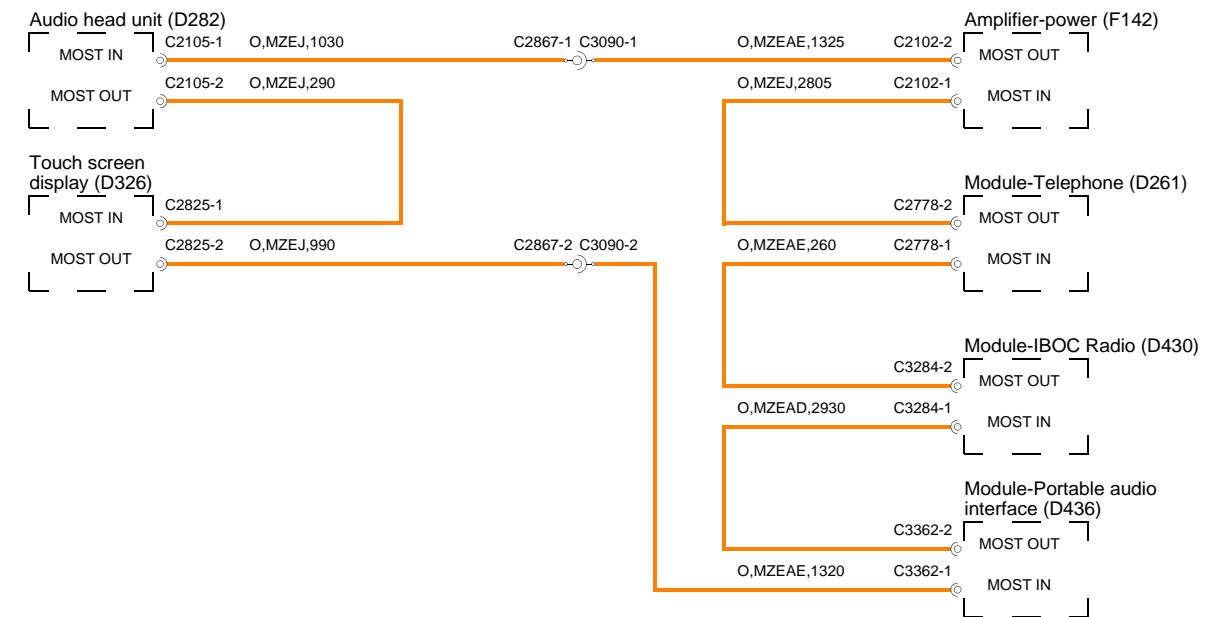 Audio head unit (D282)
Amplifier-power (F142)
MOST IN
C2105-1
O,MZEJ,1030
C2867-1 C3090-1
O,MZEAE,1325
C2102-2
MOST OUT
MOST OUT
C2105-2
O,MZEJ,290
O,MZEJ,2805
C2102-1
MOST IN
Touch screen
display (D326)
Module-Telephone (D261)
MOST IN
C2825-1
C2778-2
MOST OUT
MOST OUT
C2825-2
O,MZEJ,990
C2867-2 C3090-2
O,MZEAE,260
C2778-1
MOST IN
Module-IBOC Radio (D430)
C3284-2
MOST OUT
O,MZEAD,2930
C3284-1
MOST IN
Module-Portable audio
interface (D436)
C3362-2
MOST OUT
O,MZEAE,1320
C3362-1
MOST IN